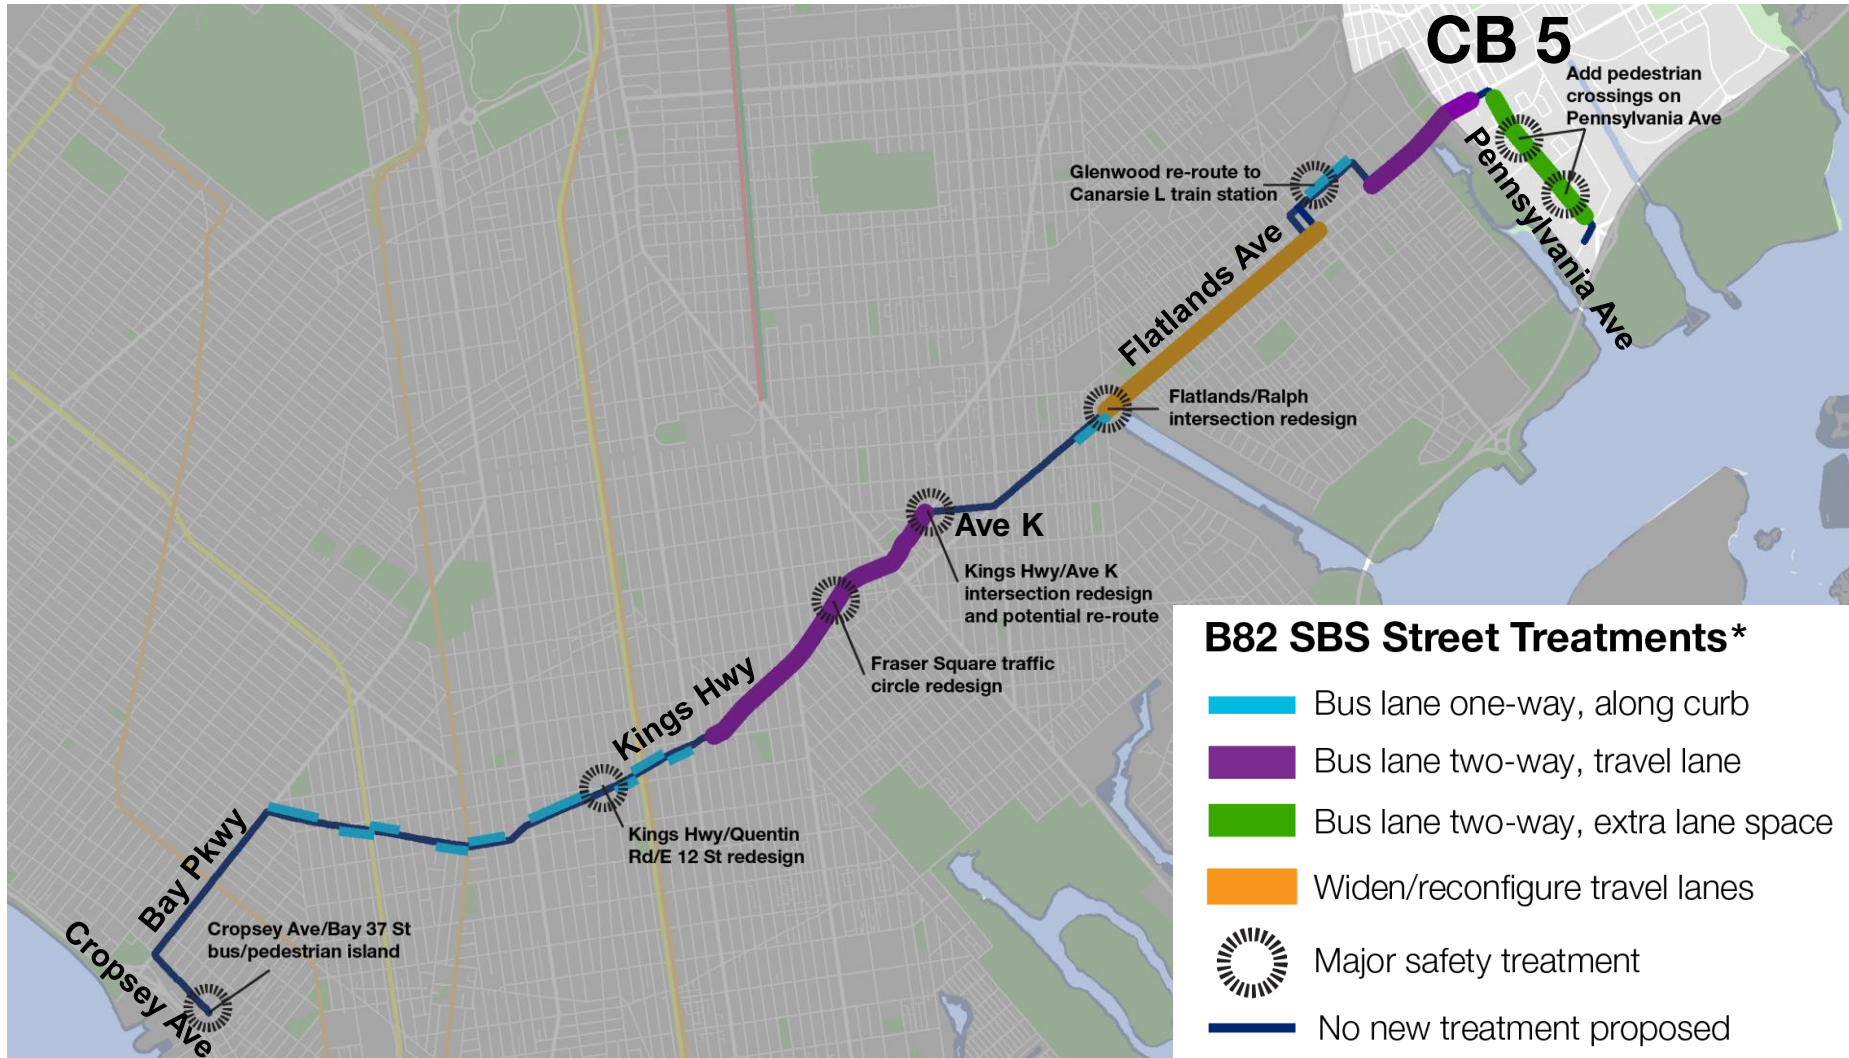 CB 5
Add pedestrian
crossings on
Pennsylvania Ave
Pennsylvania Ave
Glenwood re-route to
Canarsie L train station
Flatlands Ave
Flatlands/Ralph
intersection redesign
Ave K
Kings Hwy/Ave K
intersection redesign
and potential re-route
Fraser Square traffic
circle redesign
Kings Hwy
Kings Hwy/Quentin
Rd/E 12 St redesign
Bay Pkwy
Cropsey Ave/Bay 37 St
bus/pedestrian island
Cropsey Ave
B82 SBS Street Treatments*
Bus lane one-way, along curb
Bus lane two-way, travel lane
Bus lane two-way, extra lane space
Widen/reconfigure travel lanes
Major safety treatment
No new treatment proposed